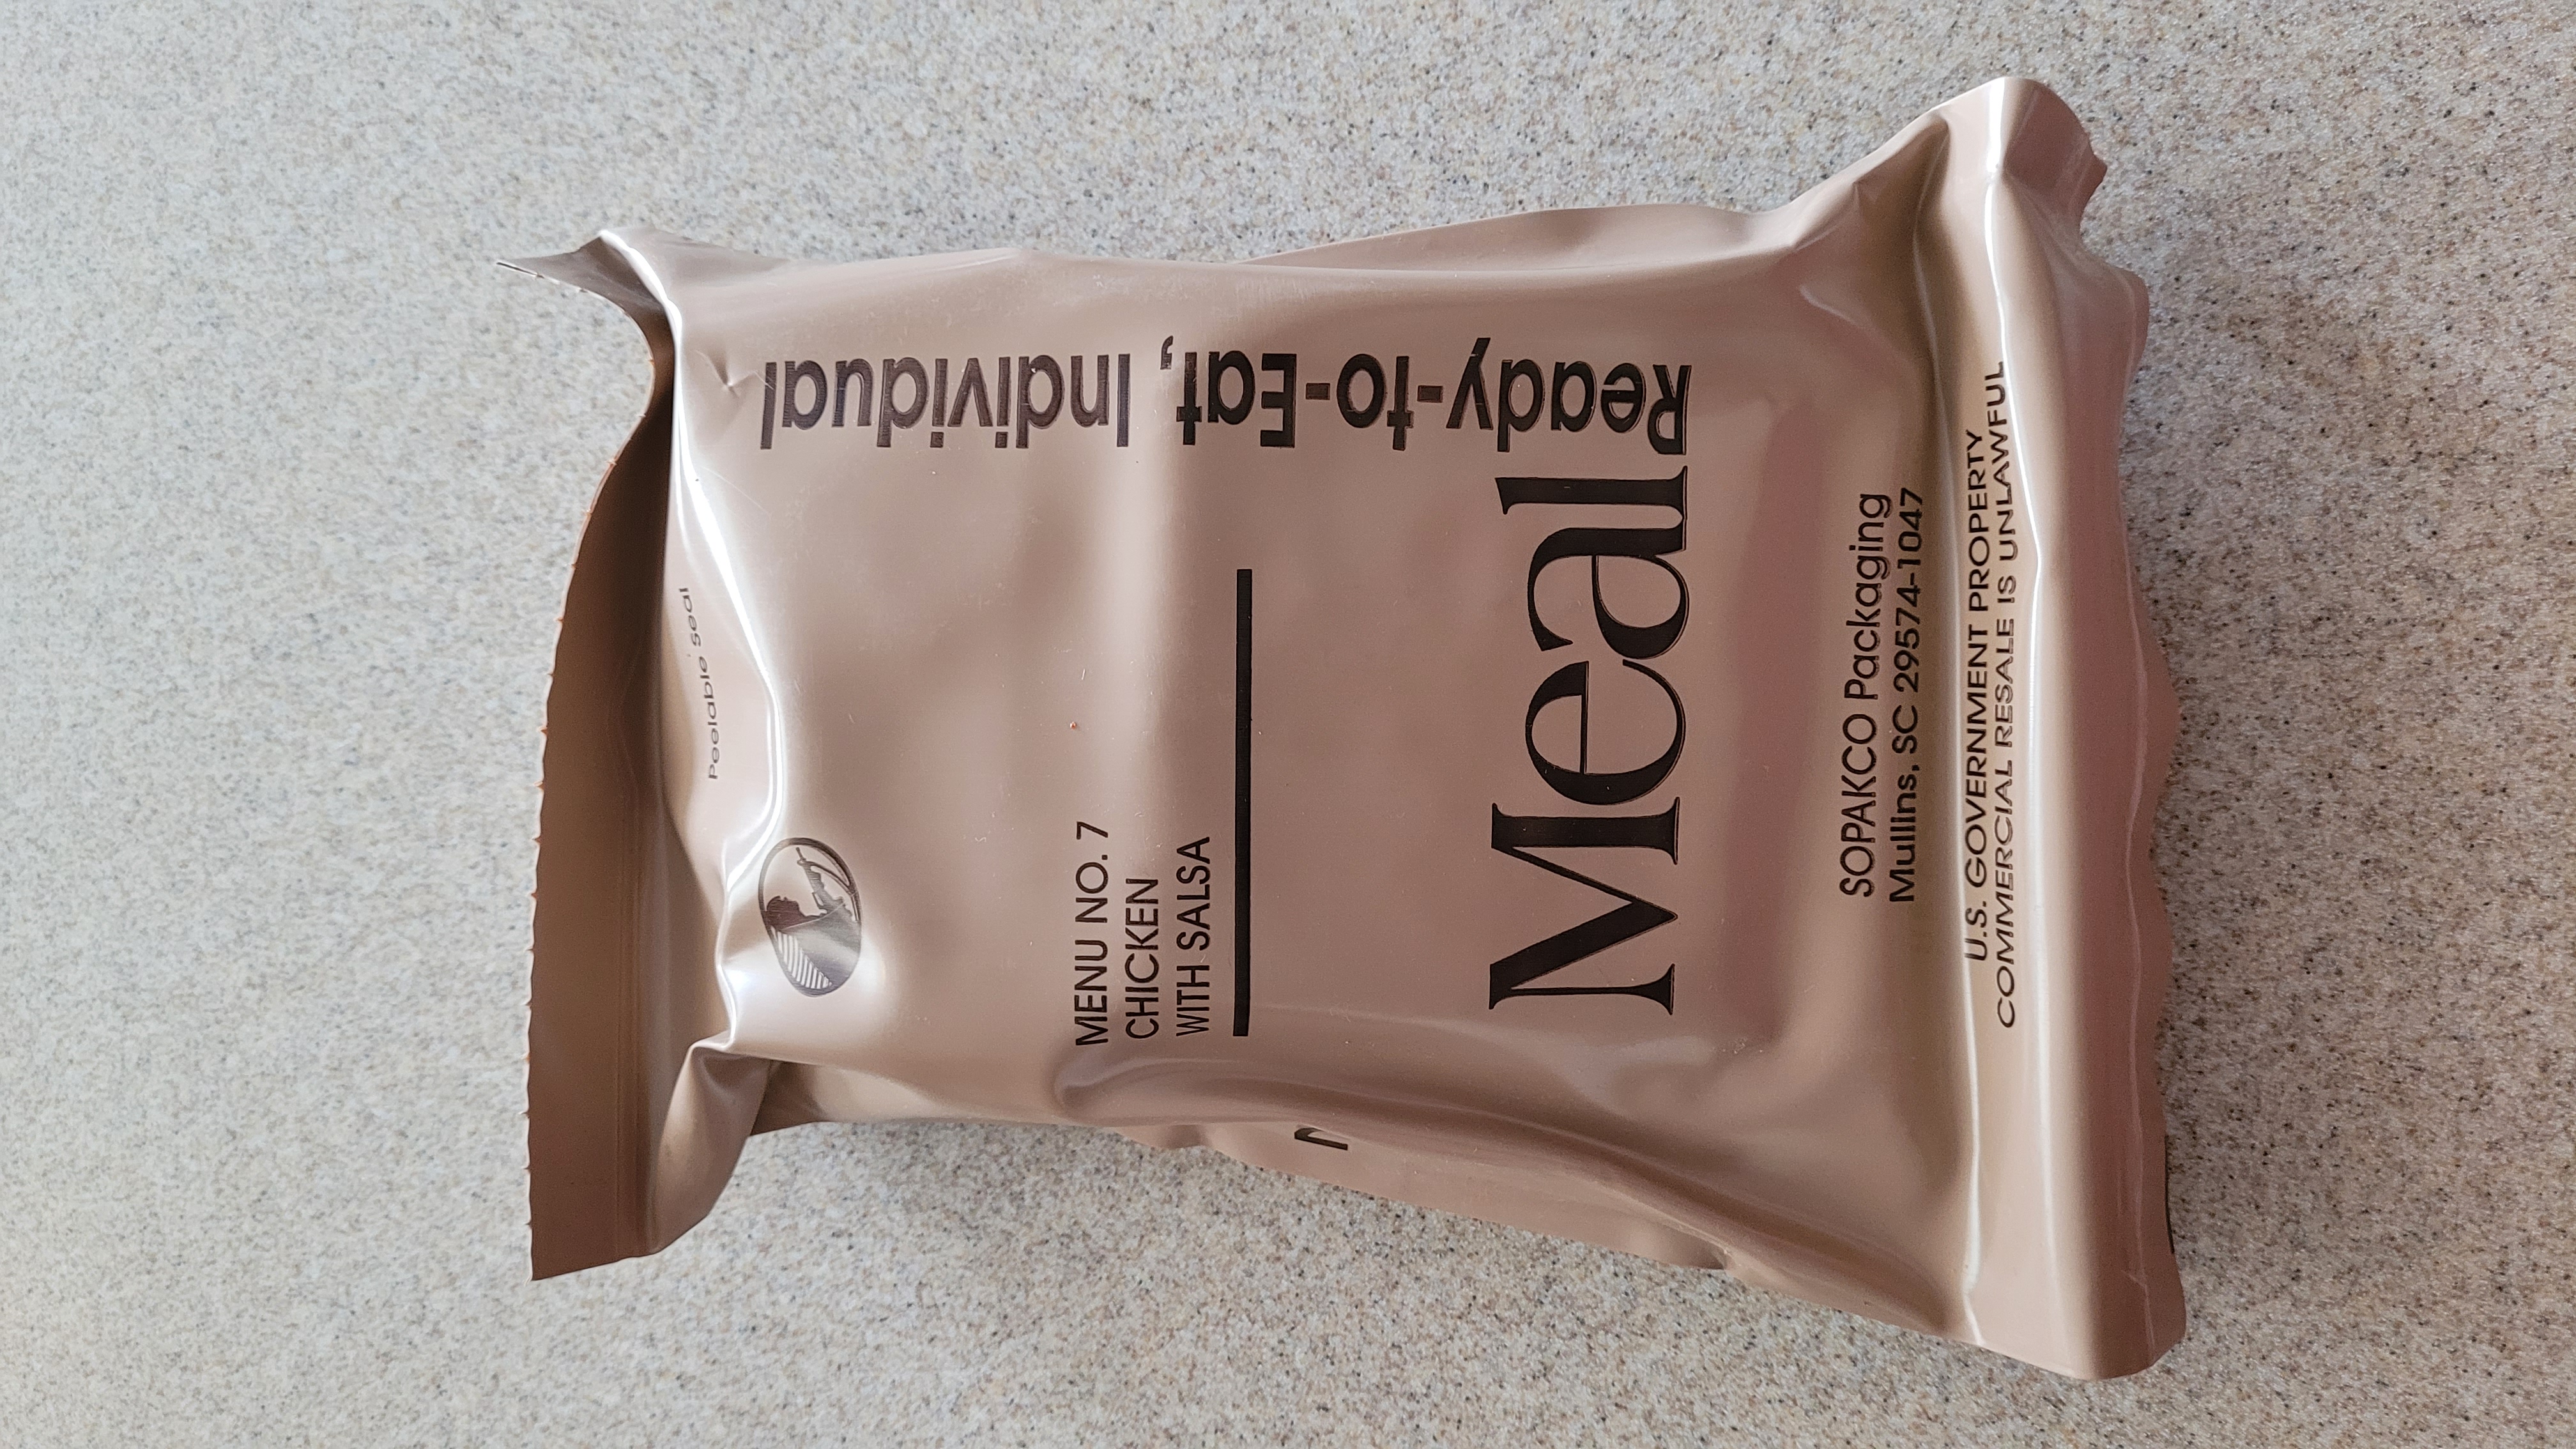 Peelable seal
MENU NO. 7
CHICKEN
WITH SALSA
Meal
Ready-to-Eat, Individual
SOPAKCO Packaging
Mullins, SC 29574-1047
U.S. GOVERNMENT PROPERTY
COMMERCIAL RESALE IS UNLAWFUL